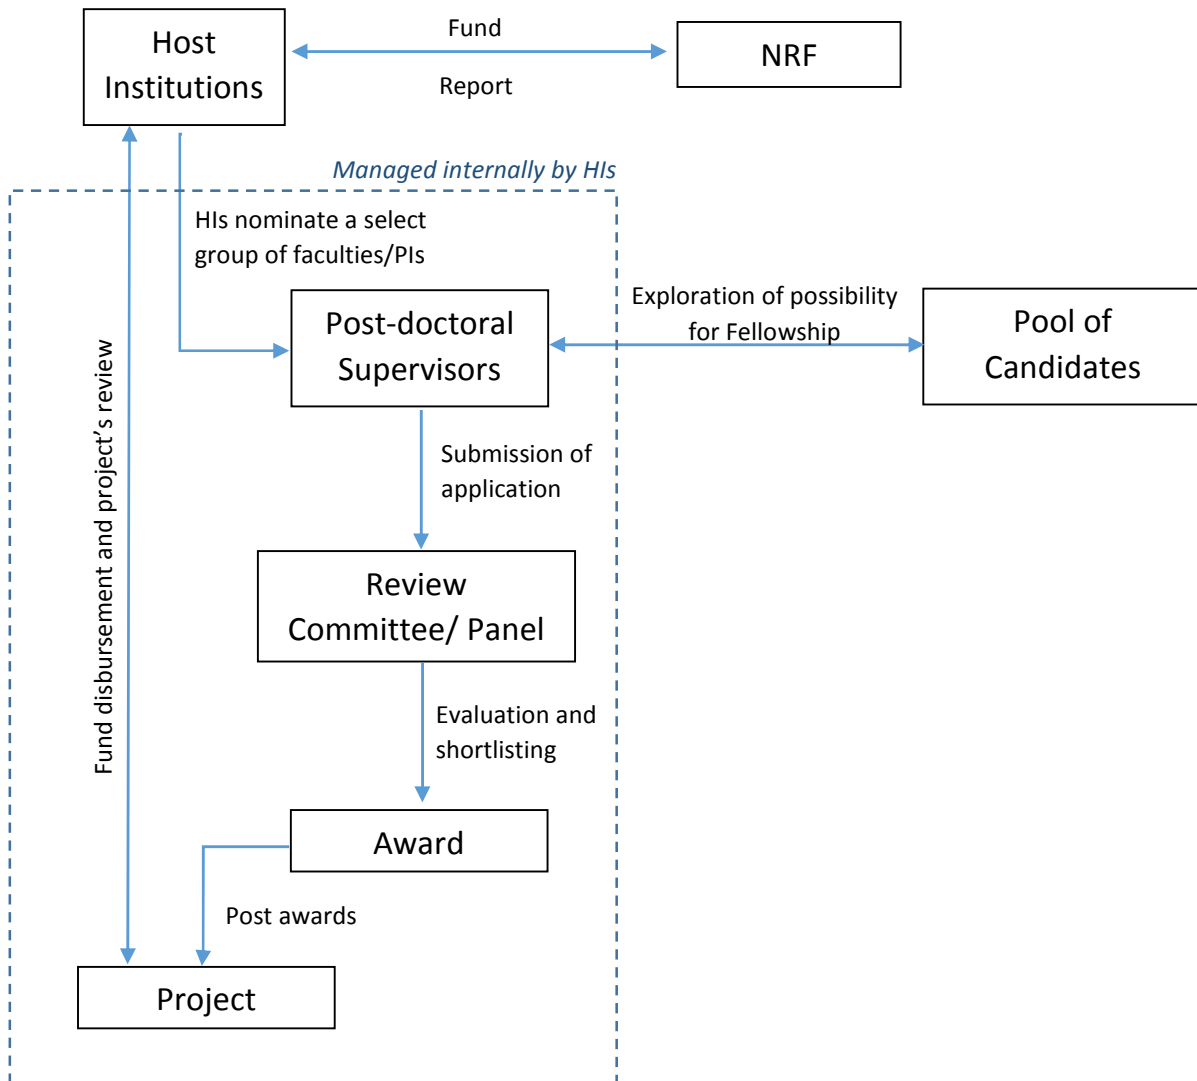 Host
Institutions
Fund
Report
NRF
Managed internally by HIs
HIs nominate a select
group of faculties/PIs
Post-doctoral
Supervisors
Exploration of possibility
for Fellowship
Pool of
Candidates
Fund disbursement and project’s review
Submission of
application
Review
Committee/ Panel
Evaluation and
shortlisting
Award
Post awards
Project